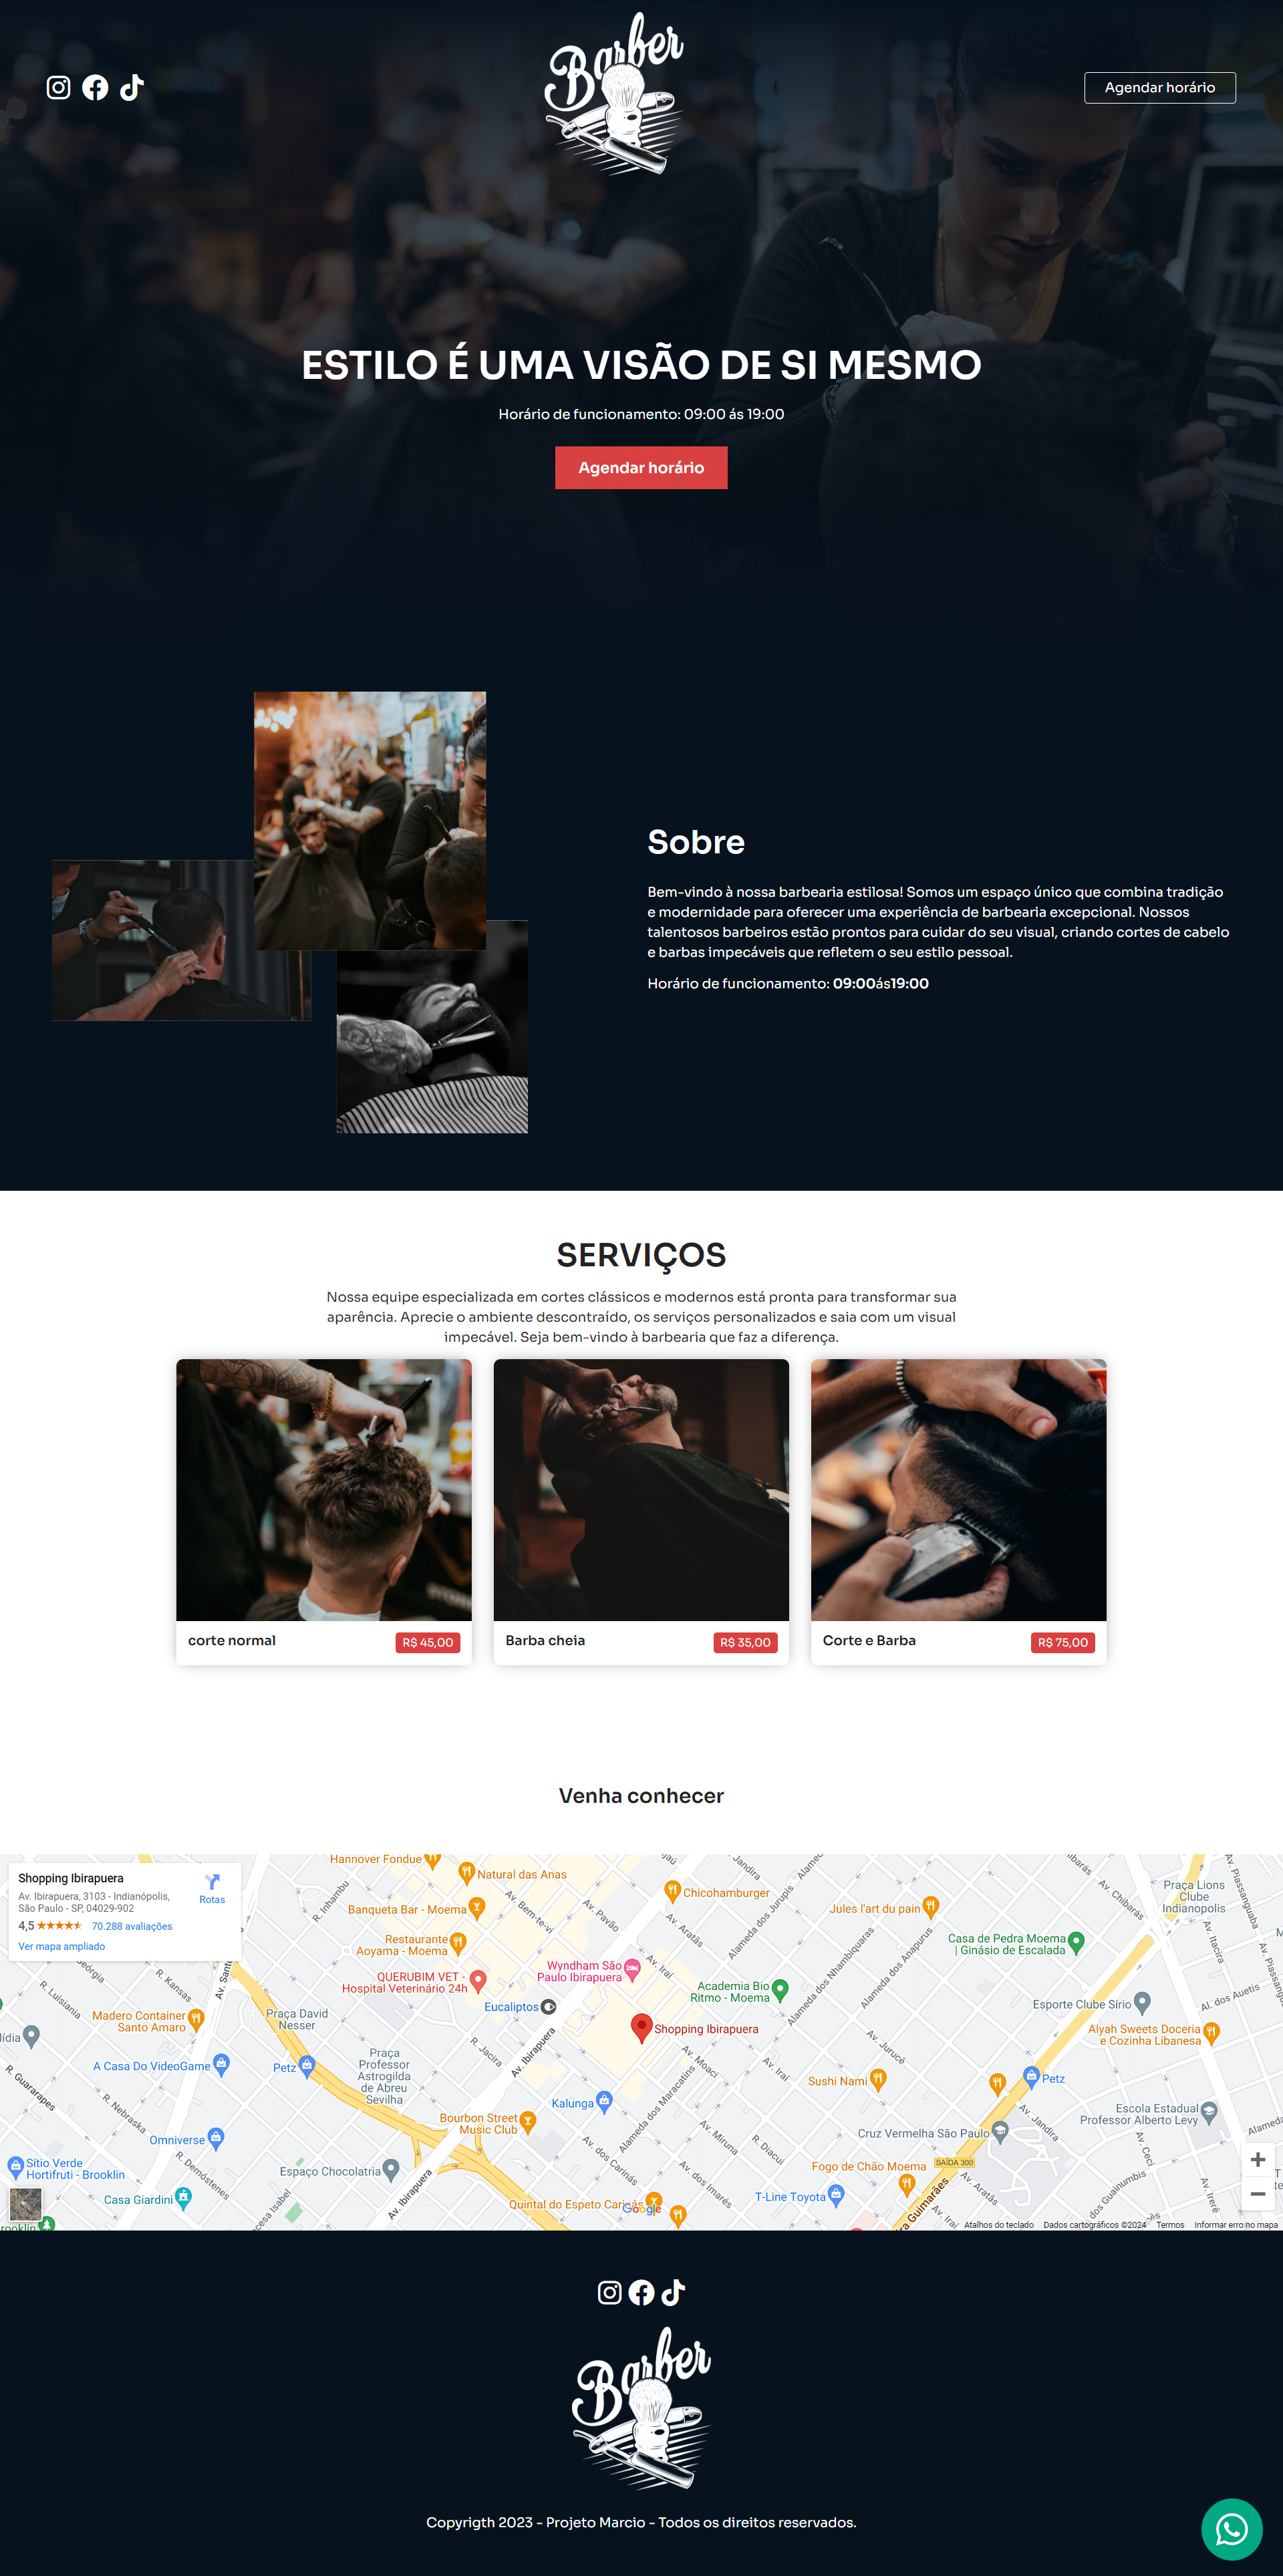 Barber
Agendar horário
ESTILO É UMA VISÃO DE SI MESMO
Horário de funcionamento: 09:00 ás 19:00
Agendar horário
Sobre
Bem-vindo à nossa barbearia estilosa! Somos um espaço único que combina tradição
e modernidade para oferecer uma experiência de barbearia excepcional. Nossos
talentosos barbeiros estão prontos para cuidar do seu visual, criando cortes de cabelo
e barbas impecáveis que refletem o seu estilo pessoal.
Horário de funcionamento: 09:00ás19:00
SERVIÇOS
Nossa equipe especializada em cortes clássicos e modernos está pronta para transformar sua
aparência. Aprecie o ambiente descontraído, os serviços personalizados e saia com um visual
impecável. Seja bem-vindo à barbearia que faz a diferença.
corte normal
R$ 45,00
Barba cheia
R$ 35,00
Corte e Barba
R$ 75,00
Venha conhecer
Shopping Ibirapuera
Av. Ibirapuera, 3103 - Indianópolis,
São Paulo - SP, 04029-902
4,5
70.288 avaliações
Ver mapa ampliado
Rotas
Hannover Fondue
Natural das Anas
Chicohamburger
Banqueta Bar - Moema
Jules l'art du pain
Praça Lions
Clube
Indianopolis
Restaurante
Aoyama - Moema
Casa de Pedra Moema
| Ginásio de Escalada
Wyndham São
Paulo Ibirapuera
QUERUBIM VET -
Hospital Veterinário 24h
Academia Bio
Ritmo - Moema
Eucaliptos
Esporte Clube Sírio
Madero Container
Santo Amaro
Praça David
Nesser
Shopping Ibirapuera
Alyah Sweets Doceria
e Cozinha Libanesa
A Casa Do VideoGame
Petz
Praça
Professor
Astrogilda
de Abreu
Sevilha
Sushi Nami
Petz
Kalunga
Bourbon Street
Music Club
Escola Estadual
Professor Alberto Levy
Omniverse
Cruz Vermelha São Paulo
Sítio Verde
Hortifruti - Brooklin
Espaço Chocolatria
Fogo de Chão Moema
SAÍDA 300
Casa Giardini
Quintal do Espeto Carinás
T-Line Toyota
R. Inhambu
Av. Bem-te-vi
Av. Pavão
Av. Aratãs
Av. Iraí
Alameda dos Jurupis
Alameda dos Nhambiquaras
Alameda dos Anapurus
Av. Chibarás
Av. Piassanguaba
Av. Itacira
Al. dos Auetis
R. Kansas
R. Luisiania
R. Guararapes
R. Nebraska
R. Demóstenes
R. Jacira
Av. Ibirapuera
Av. Moaci
Av. Iraí
Av. Jurucê
Alameda dos Maracatins
Av. Miruna
R. Diacui
Av. dos Carinás
Av. dos Imarés
Av. Aratãs
Av. Jandira
Av. Cecí
Av. dos Guainumbis
Av. Irerê
Av. Ibirapuera
Google
Atalhos do teclado
Dados cartográficos ©2024
Termos
Informar erro no mapa
Barber
Copyrigth 2023 - Projeto Marcio - Todos os direitos reservados.